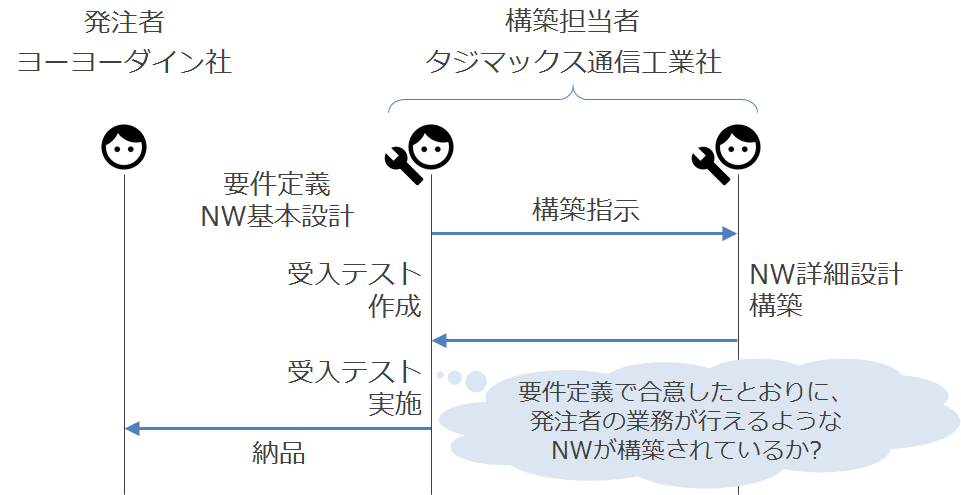 発注者
ヨーヨーダイン社
構築担当者
タジマックス通信工業社
要件定義
NW基本設計
構築指示
受入テスト
作成
NW詳細設計
構築
受入テスト
実施
要件定義で合意したとおりに、
発注者の業務が行えるような
NWが構築されているか?
納品